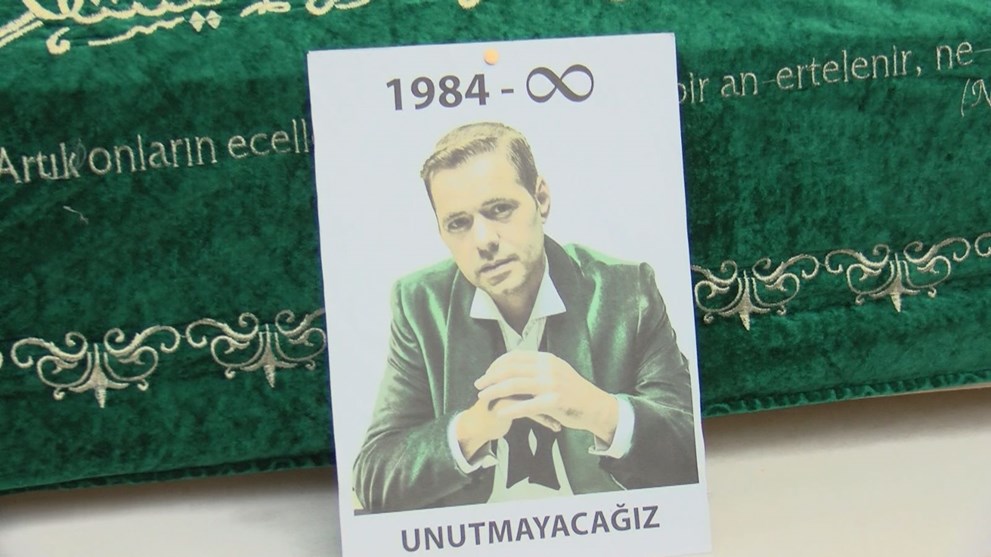 1984 - ∞
Artık onların ecell
bir an ertelenir, ne
(N
UNUTMAYACAĞIZ